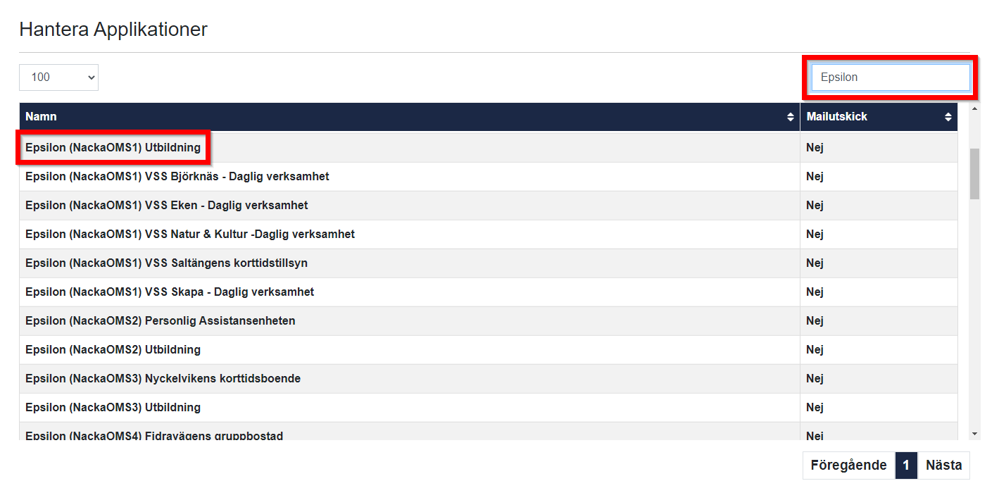 Hantera Applikationer
100
Epsilon
Namn Mailutskick
Epsilon (NackaOMS1) Utbildning Nej
Epsilon (NackaOMS1) VSS Björknäs - Daglig verksamhet Nej
Epsilon (NackaOMS1) VSS Eken - Daglig verksamhet Nej
Epsilon (NackaOMS1) VSS Natur & Kultur -Daglig verksamhet Nej
Epsilon (NackaOMS1) VSS Saltängens korttidstillsyn Nej
Epsilon (NackaOMS1) VSS Skapa - Daglig verksamhet Nej
Epsilon (NackaOMS2) Personlig Assistansenheten Nej
Epsilon (NackaOMS2) Utbildning Nej
Epsilon (NackaOMS3) Nyckelvikens korttidsboende Nej
Epsilon (NackaOMS3) Utbildning Nej
Epsilon (NackaOMS4) Fidravägens gruppbostad Nej
Föregående 1 Nästa